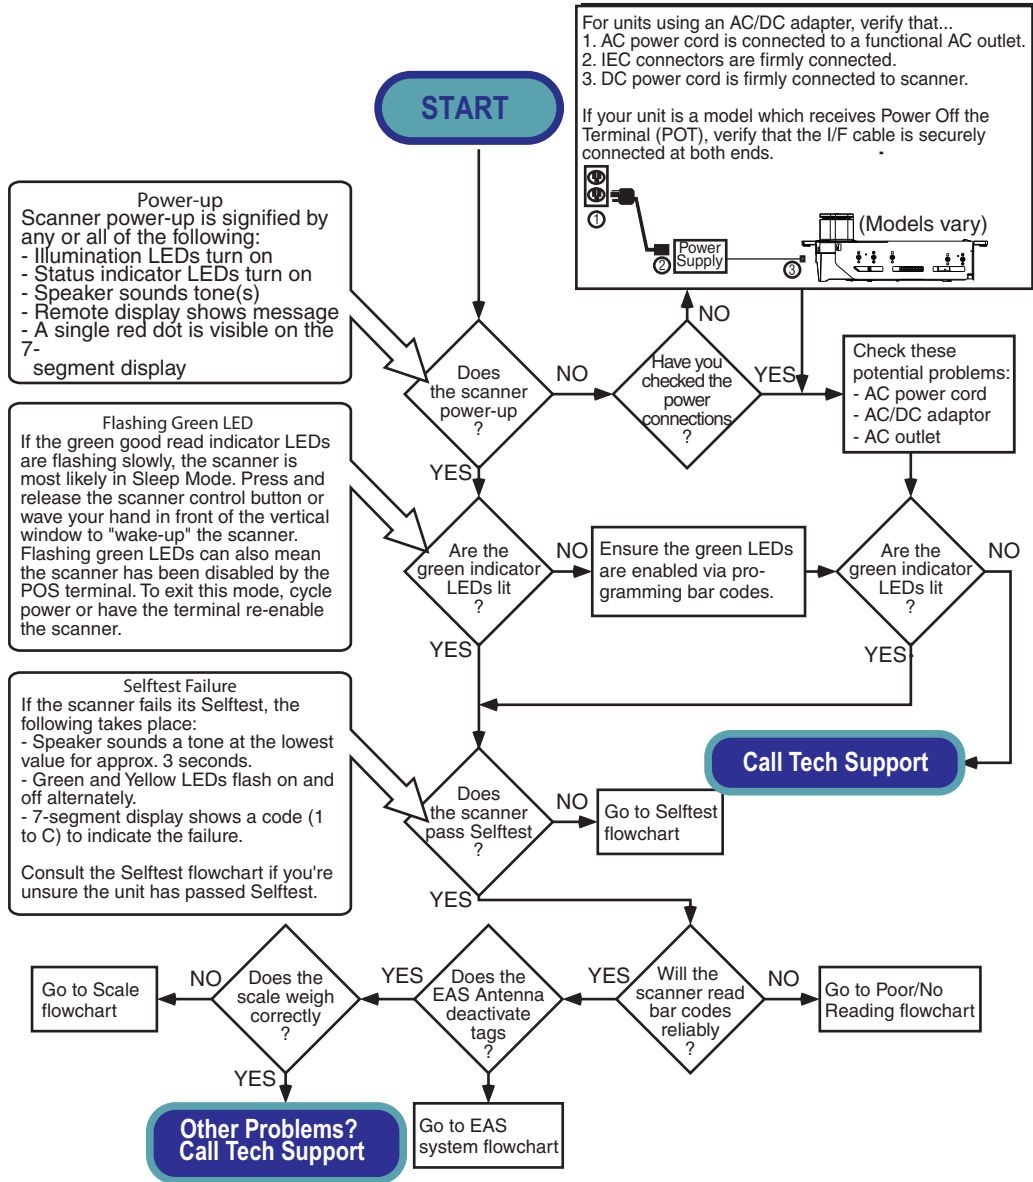 For units using an AC/DC adapter, verify that...
1. AC power cord is connected to a functional AC outlet.
2. IEC connectors are firmly connected.
3. DC power cord is firmly connected to scanner.
If your unit is a model which receives Power Off the
Terminal (POT), verify that the I/F cable is securely
connected at both ends.
1
2
Power
Supply
3
(Models vary)
START
Power-up
Scanner power-up is signified by
any or all of the following:
- Illumination LEDs turn on
- Status indicator LEDs turn on
- Speaker sounds tone(s)
- Remote display shows message
- A single red dot is visible on the
7-
segment display
Does
the scanner
power-up
?
NO
YES
Have you
checked the
power
connections
?
NO
YES
Check these
potential problems:
- AC power cord
- AC/DC adaptor
- AC outlet
Flashing Green LED
If the green good read indicator LEDs
are flashing slowly, the scanner is
most likely in Sleep Mode. Press and
release the scanner control button or
wave your hand in front of the vertical
window to "wake-up" the scanner.
Flashing green LEDs can also mean
the scanner has been disabled by the
POS terminal. To exit this mode, cycle
power or have the terminal re-enable
the scanner.
Are the
green indicator
LEDs lit
?
NO
YES
Ensure the green LEDs
are enabled via pro-
gramming bar codes.
Are the
green indicator
LEDs lit
?
NO
YES
Call Tech Support
Selftest Failure
If the scanner fails its Selftest, the
following takes place:
- Speaker sounds a tone at the lowest
value for approx. 3 seconds.
- Green and Yellow LEDs flash on and
off alternately.
- 7-segment display shows a code (1
to C) to indicate the failure.
Consult the Selftest flowchart if you're
unsure the unit has passed Selftest.
Does
the scanner
pass Selftest
?
NO
YES
Go to Selftest
flowchart
Will the
scanner read
bar codes
reliably
?
NO
YES
Go to Poor/No
Reading flowchart
Does the
EAS Antenna
deactivate
tags
?
YES
Go to EAS
system flowchart
Does the
scale weigh
correctly
?
NO
YES
Go to Scale
flowchart
Other Problems?
Call Tech Support